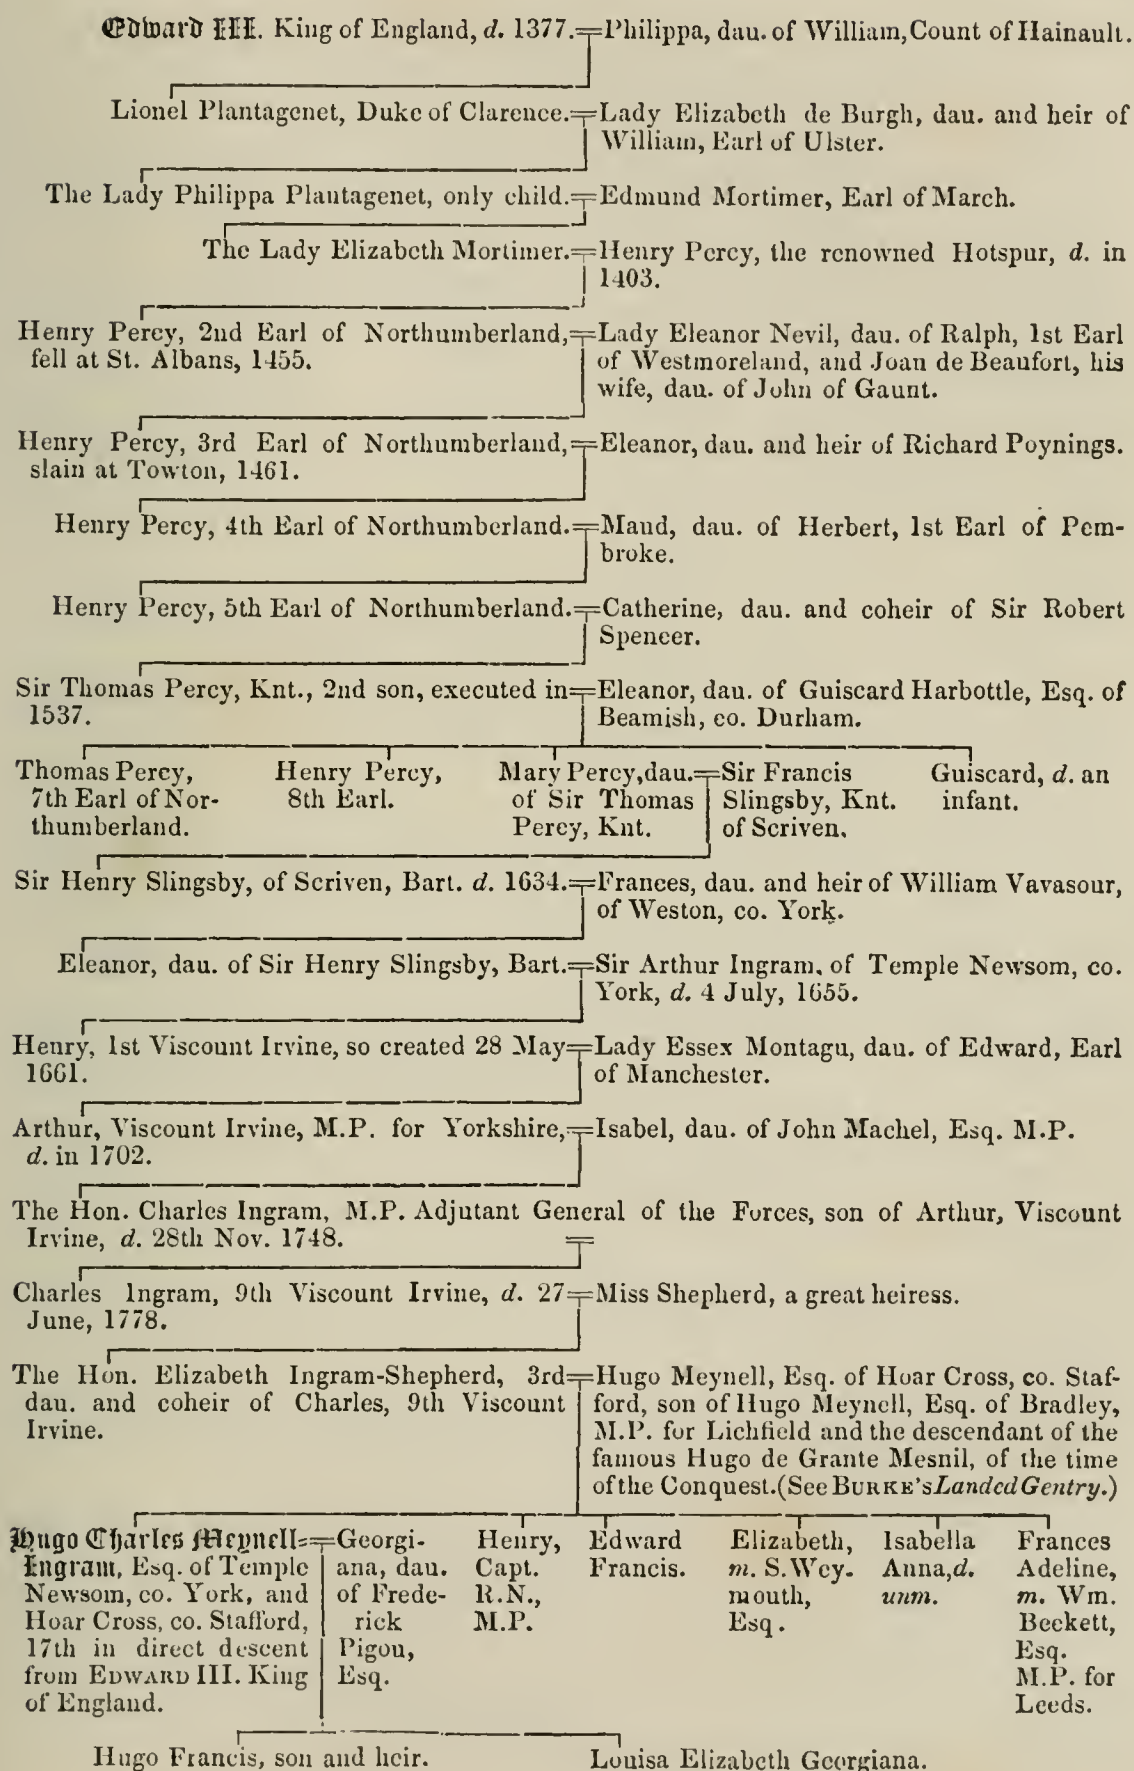 Edward III. King of England, d. 1377.=Philippa, dau. of William, Count of Hainault.
Lionel Plantagenet, Duke of Clarence.=Lady Elizabeth de Burgh, dau. and heir of
William, Earl of Ulster.
The Lady Philippa Plantagenet, only child.=Edmund Mortimer, Earl of March.
The Lady Elizabeth Mortimer.=Henry Percy, the renowned Hotspur, d. in
1403.
Henry Percy, 2nd Earl of Northumberland,=Lady Eleanor Nevil, dau. of Ralph, 1st Earl
fell at St. Albans, 1455.
of Westmoreland, and Joan de Beaufort, his
wife, dau. of John of Gaunt.
Henry Percy, 3rd Earl of Northumberland,=Eleanor, dau. and heir of Richard Poynings.
slain at Towton, 1461.
Henry Percy, 4th Earl of Northumberland.=Maud, dau. of Herbert, 1st Earl of Pem-
broke.
Henry Percy, 5th Earl of Northumberland.=Catherine, dau. and coheir of Sir Robert
Spencer.
Sir Thomas Percy, Knt., 2nd son, executed in=Eleanor, dau. of Guiscard Harbottle, Esq. of
1537.
Beamish, co. Durham.
Thomas Percy,
7th Earl of Nor-
thumberland.
Henry Percy,
8th Earl.
Mary Percy, dau.=Sir Francis
of Sir Thomas
Percy, Knt.
Slingsby, Knt.
of Scriven.
Guiscard, d. an
infant.
Sir Henry Slingsby, of Scriven, Bart. d. 1634.=Frances, dau. and heir of William Vavasour,
of Weston, co. York.
Eleanor, dau. of Sir Henry Slingsby, Bart.=Sir Arthur Ingram, of Temple Newsom, co.
York, d. 4 July, 1655.
Henry, 1st Viscount Irvine, so created 28 May=Lady Essex Montagu, dau. of Edward, Earl
1661.
of Manchester.
Arthur, Viscount Irvine, M.P. for Yorkshire,=Isabel, dau. of John Machel, Esq. M.P.
d. in 1702.
The Hon. Charles Ingram, M.P. Adjutant General of the Forces, son of Arthur, Viscount
Irvine, d. 28th Nov. 1748. =
Charles Ingram, 9th Viscount Irvine, d. 27=Miss Shepherd, a great heiress.
June, 1778.
The Hon. Elizabeth Ingram-Shepherd, 3rd=Hugo Meynell, Esq. of Hoar Cross, co. Staf-
dau. and coheir of Charles, 9th Viscount
Irvine.
ford, son of Hugo Meynell, Esq. of Bradley,
M.P. for Lichfield and the descendant of the
famous Hugo de Grante Mesnil, of the time
of the Conquest. (See BURKE's Landed Gentry.)
Hugo Charles Meynell=Georgi-
Ingram, Esq. of Temple
Newsom, co. York, and
Hoar Cross, co. Stafford,
17th in direct descent
from EDWARD III. King
of England.
ana, dau.
of Frede-
rick
Pigou,
Esq.
Henry,
Capt.
R.N.,
M.P.
Edward
Francis.
Elizabeth,
m. S. Wey-
mouth,
Esq.
Isabella
Anna, d.
unm.
Frances
Adeline,
m. Wm.
Beckett,
Esq.
M.P. for
Leeds.
Hugo Francis, son and heir.
Louisa Elizabeth Georgiana.